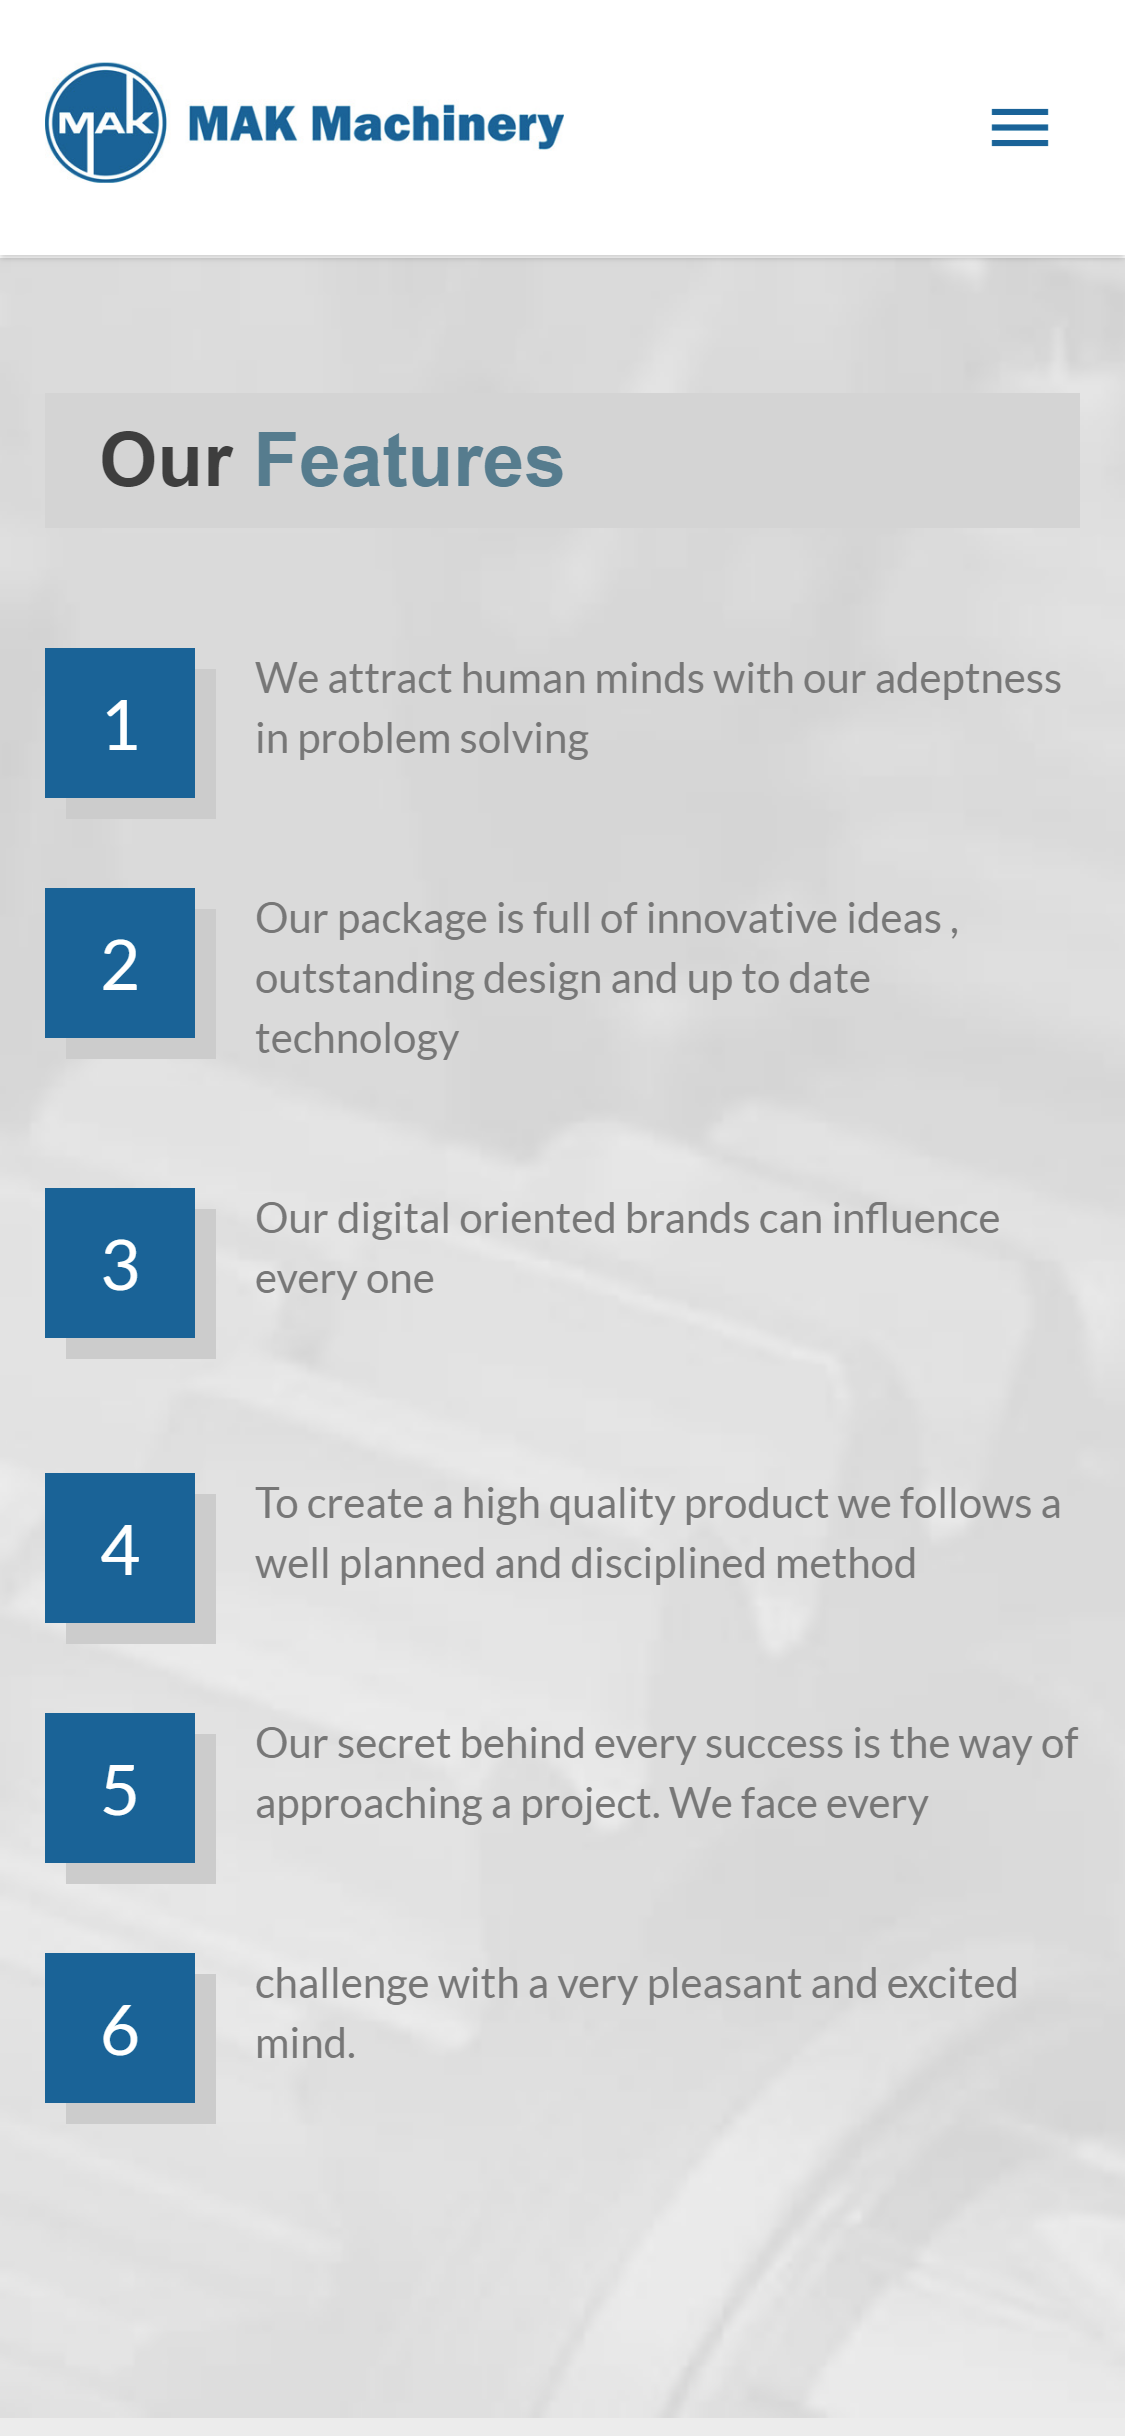 MAK MAK Machinery
Our Features
1
We attract human minds with our adeptness
in problem solving
2
Our package is full of innovative ideas ,
outstanding design and up to date
technology
3
Our digital oriented brands can influence
every one
4
To create a high quality product we follows a
well planned and disciplined method
5
Our secret behind every success is the way of
approaching a project. We face every
6
challenge with a very pleasant and excited
mind.